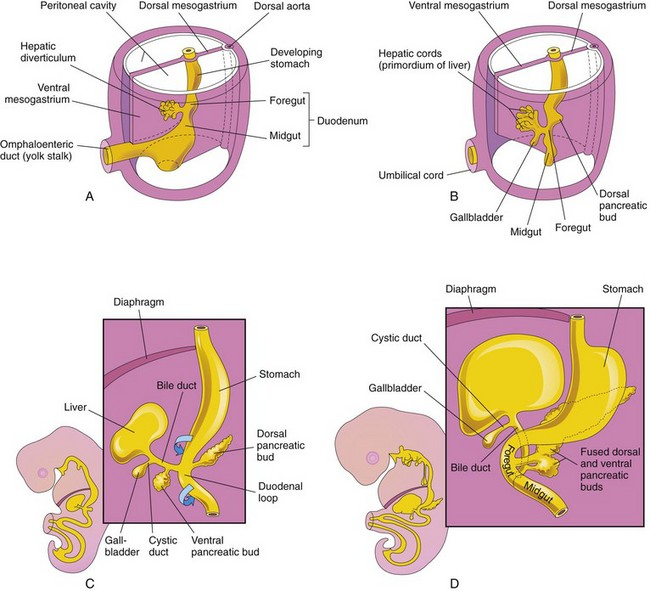 Peritoneal cavity
Dorsal mesogastrium
Dorsal aorta
Hepatic
diverticulum
Ventral
mesogastrium
Omphaloenteric
duct (yolk stalk)
Developing
stomach
Foregut
Midgut
Duodenum
A
Ventral mesogastrium
Dorsal mesogastrium
Hepatic cords
(primordium of liver)
Umbilical cord
Gallbladder
Midgut
Foregut
Dorsal
pancreatic
bud
B
Diaphragm
Bile duct
Liver
Stomach
Dorsal
pancreatic
bud
Duodenal
loop
Gall-
bladder
Cystic
duct
Ventral
pancreatic bud
C
Diaphragm
Stomach
Cystic duct
Gallbladder
Bile duct
Foregut
Midgut
Fused dorsal
and ventral
pancreatic
buds
D